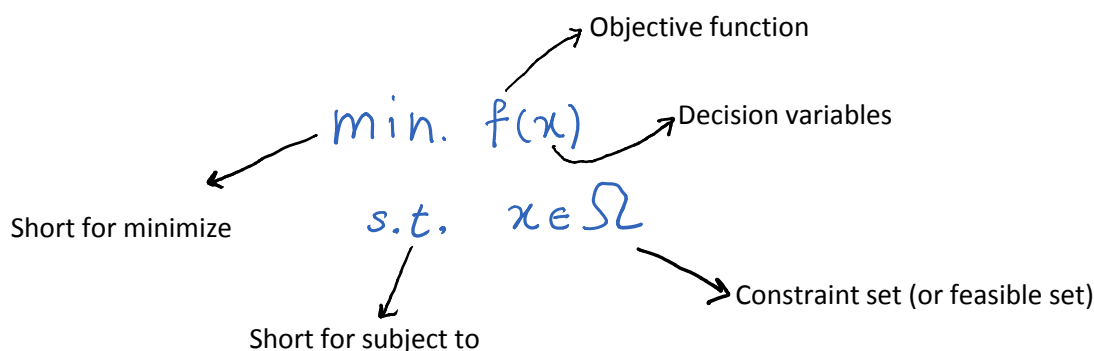 Objective function
min. f(x)
Decision variables
Short for minimize
s.t. x ∈ Ω
Constraint set (or feasible set)
Short for subject to